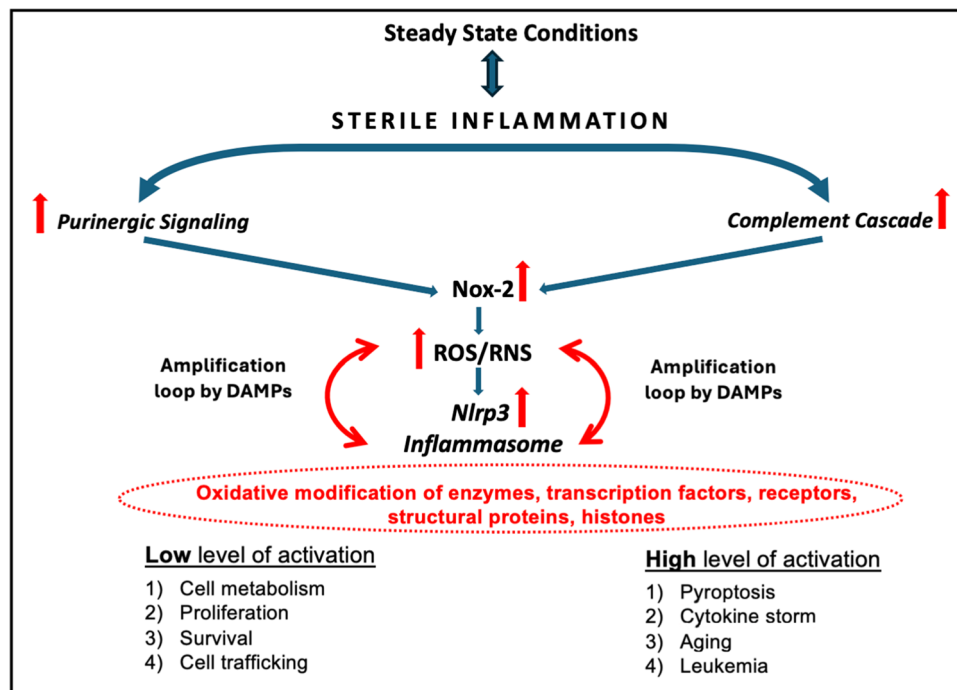 Steady State Conditions
STERILE INFLAMMATION
Purinergic Signaling
Complement Cascade
Nox-2
ROS/RNS
Amplification
loop by DAMPs
Amplification
loop by DAMPs
Nlrp3
Inflammasome
Oxidative modification of enzymes, transcription factors, receptors,
structural proteins, histones
Low level of activation
1) Cell metabolism
2) Proliferation
3) Survival
4) Cell trafficking
High level of activation
1) Pyroptosis
2) Cytokine storm
3) Aging
4) Leukemia